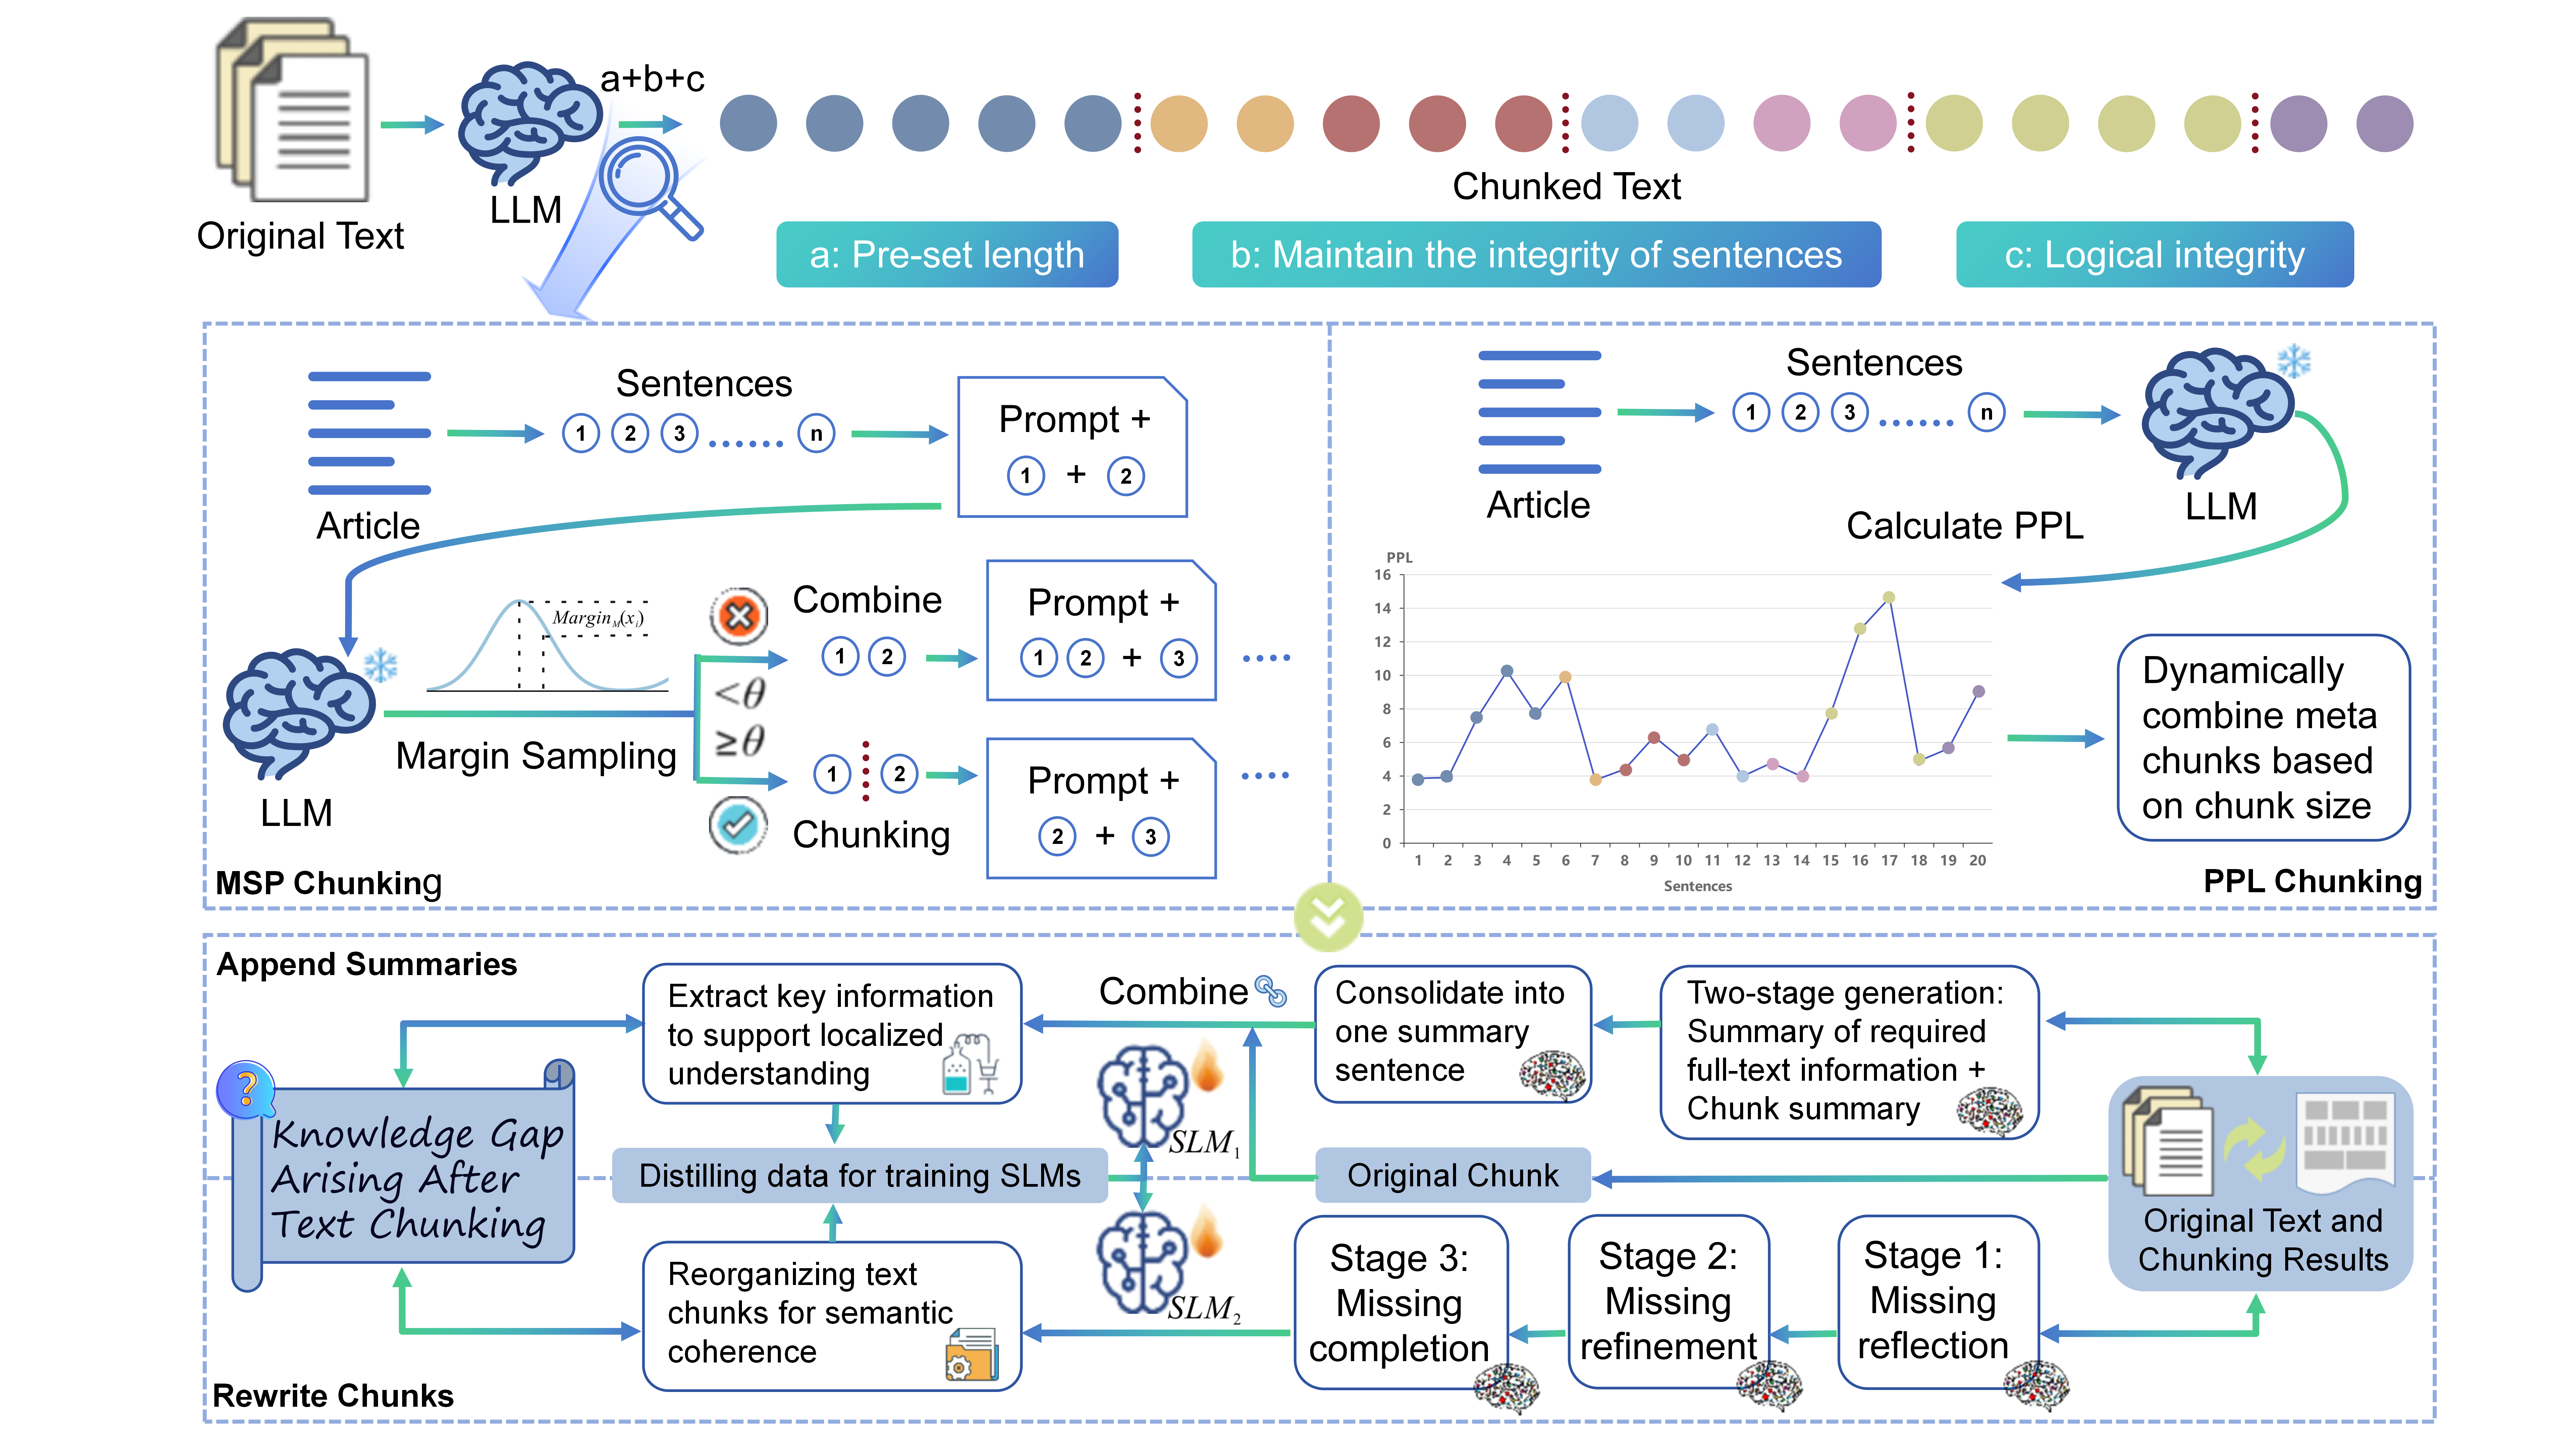 a+b+c
LLM
Original Text
Chunked Text
a: Pre-set length
b: Maintain the integrity of sentences
c: Logical integrity
Sentences
1 2 3 ...... n
Prompt +
1 + 2
Article
Margin_M(x_i)
Combine
1 2
Prompt +
1 2 + 3 ....
<θ
≥θ
Margin Sampling
1 2
Prompt +
2 + 3 ....
Chunking
LLM
MSP Chunking
Sentences
1 2 3 ...... n
Article
LLM
Calculate PPL
PPL
16
14
12
10
8
6
4
2
0
1 2 3 4 5 6 7 8 9 10 11 12 13 14 15 16 17 18 19 20
Sentences
Dynamically
combine meta
chunks based
on chunk size
PPL Chunking
Append Summaries
Extract key information
to support localized
understanding
Combine
Consolidate into
one summary
sentence
Two-stage generation:
Summary of required
full-text information +
Chunk summary
?
Knowledge Gap
Arising After
Text Chunking
Distilling data for training SLMs
SLM₁
Original Chunk
Original Text and
Chunking Results
Reorganizing text
chunks for semantic
coherence
SLM₂
Stage 3:
Missing
completion
Stage 2:
Missing
refinement
Stage 1:
Missing
reflection
Rewrite Chunks